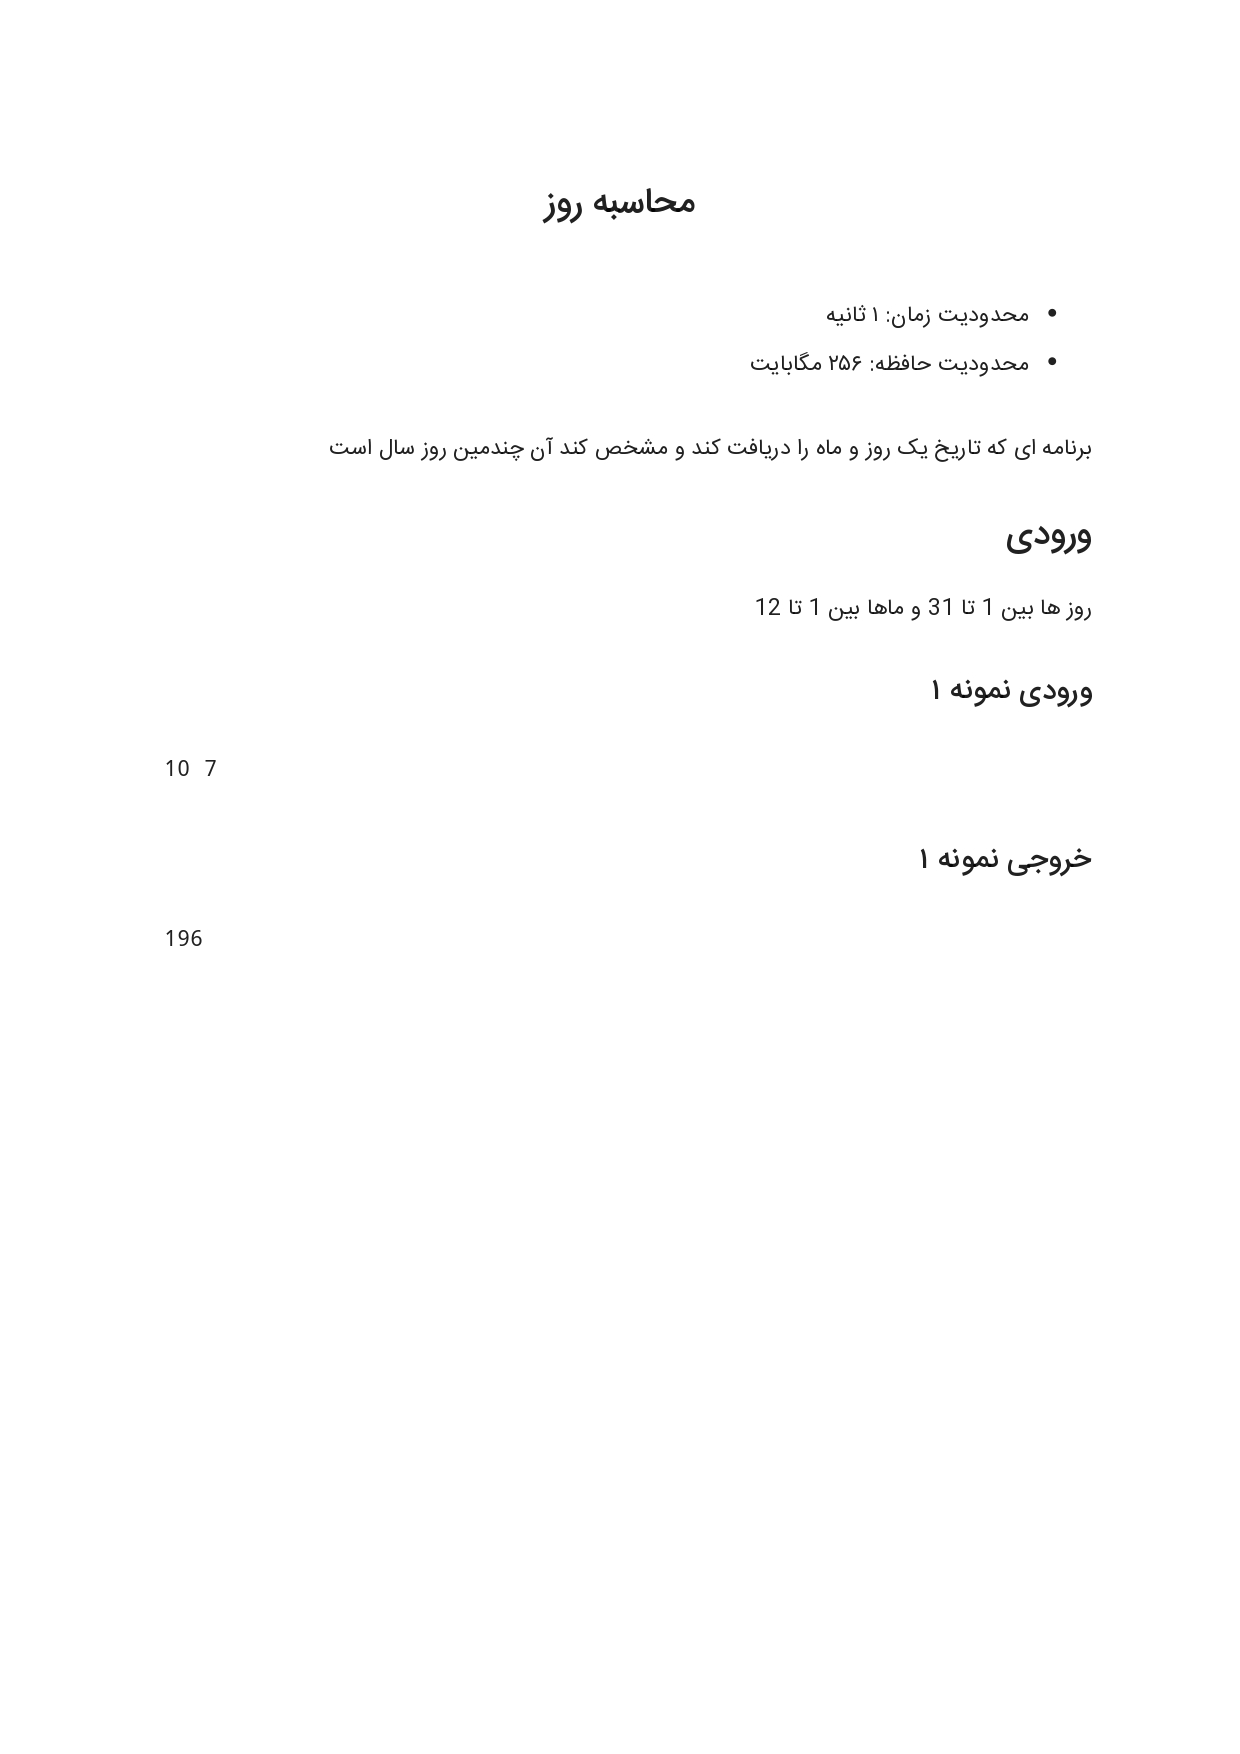 محاسبه روز
• محدودیت زمان: ۱ ثانیه
• محدودیت حافظه: ۲۵۶ مگابایت
برنامه ای که تاریخ یک روز و ماه را دریافت کند و مشخص کند آن چندمین روز سال است
ورودی
روز ها بین 1 تا 31 و ماها بین 1 تا 12
ورودی نمونه ۱
10 7
خروجی نمونه ۱
196